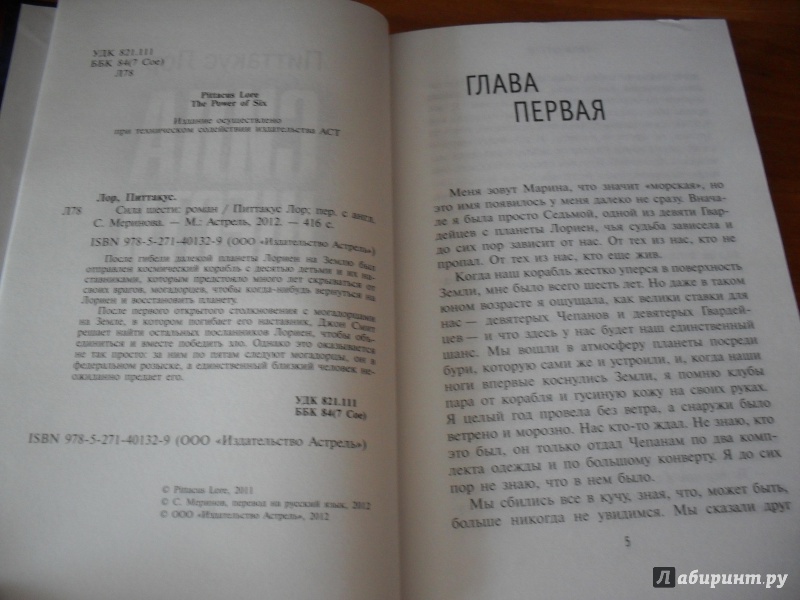 УДК 821.111
ББК 84(7 Сое)
Л78
Pittacus Lore
The Power of Six
Издание осуществлено
при техническом содействии издательства АСТ
Лор, Питтакус.
Л78 Сила шести: роман / Питтакус Лор; пер. с англ.
С. Меринова. — М.: Астрель, 2012. — 416 с.
ISBN 978-5-271-40132-9 (ООО «Издательство Астрель»)
После гибели далекой планеты Лориен на Землю был
отправлен космический корабль с десятью детьми и их на-
ставниками, которым предстояло много лет скрываться от
своих врагов, могадорцев, чтобы когда-нибудь вернуться на
Лориен и восстановить планету.
После первого открытого столкновения с могадорцами
на Земле, в котором погибает его наставник, Джон Смит
решает найти остальных посланников Лориен, чтобы объ-
единиться и вместе победить зло. Однако это оказывается
не так просто: за ним по пятам следуют могадорцы, он в
федеральном розыске, а единственный близкий человек не-
ожиданно предает его.
УДК 821.111
ББК 84(7 Сое)
ISBN 978-5-271-40132-9 (ООО «Издательство Астрель»)
© Pittacus Lore, 2011
© С. Меринов, перевод на русский язык, 2012
© ООО «Издательство Астрель», 2012
ГЛАВА
ПЕРВАЯ
Меня зовут Марина, что значит «морская», но
это имя появилось у меня далеко не сразу. Внача-
ле я была просто Седьмой, одной из девяти Гвар-
дейцев с планеты Лориен, чья судьба зависела и
до сих пор зависит от нас. От тех из нас, кто не
пропал. От тех из нас, кто еще жив.
Когда наш корабль жестко уперся в поверхность
Земли, мне было всего шесть лет. Но даже в таком
юном возрасте я ощущала, как велики ставки для
нас — девятерых Чепанов и девятерых Гвардей-
цев — и что здесь у нас будет наш единственный
шанс. Мы вошли в атмосферу планеты посреди
бури, которую сами же и устроили, и, когда наши
ноги впервые коснулись Земли, я помню клубы
пара от корабля и гусиную кожу на своих руках.
Я целый год провела без ветра, а снаружи было
ветрено и морозно. Нас кто-то ждал. Не знаю, кто
это был, он только отдал Чепанам по два комп-
лекта одежды и по большому конверту. Я до сих
пор не знаю, что в нем было.
Мы сбились все в кучу, зная, что, может быть,
больше никогда не увидимся. Мы сказали друг
5
Лабиринт.ру